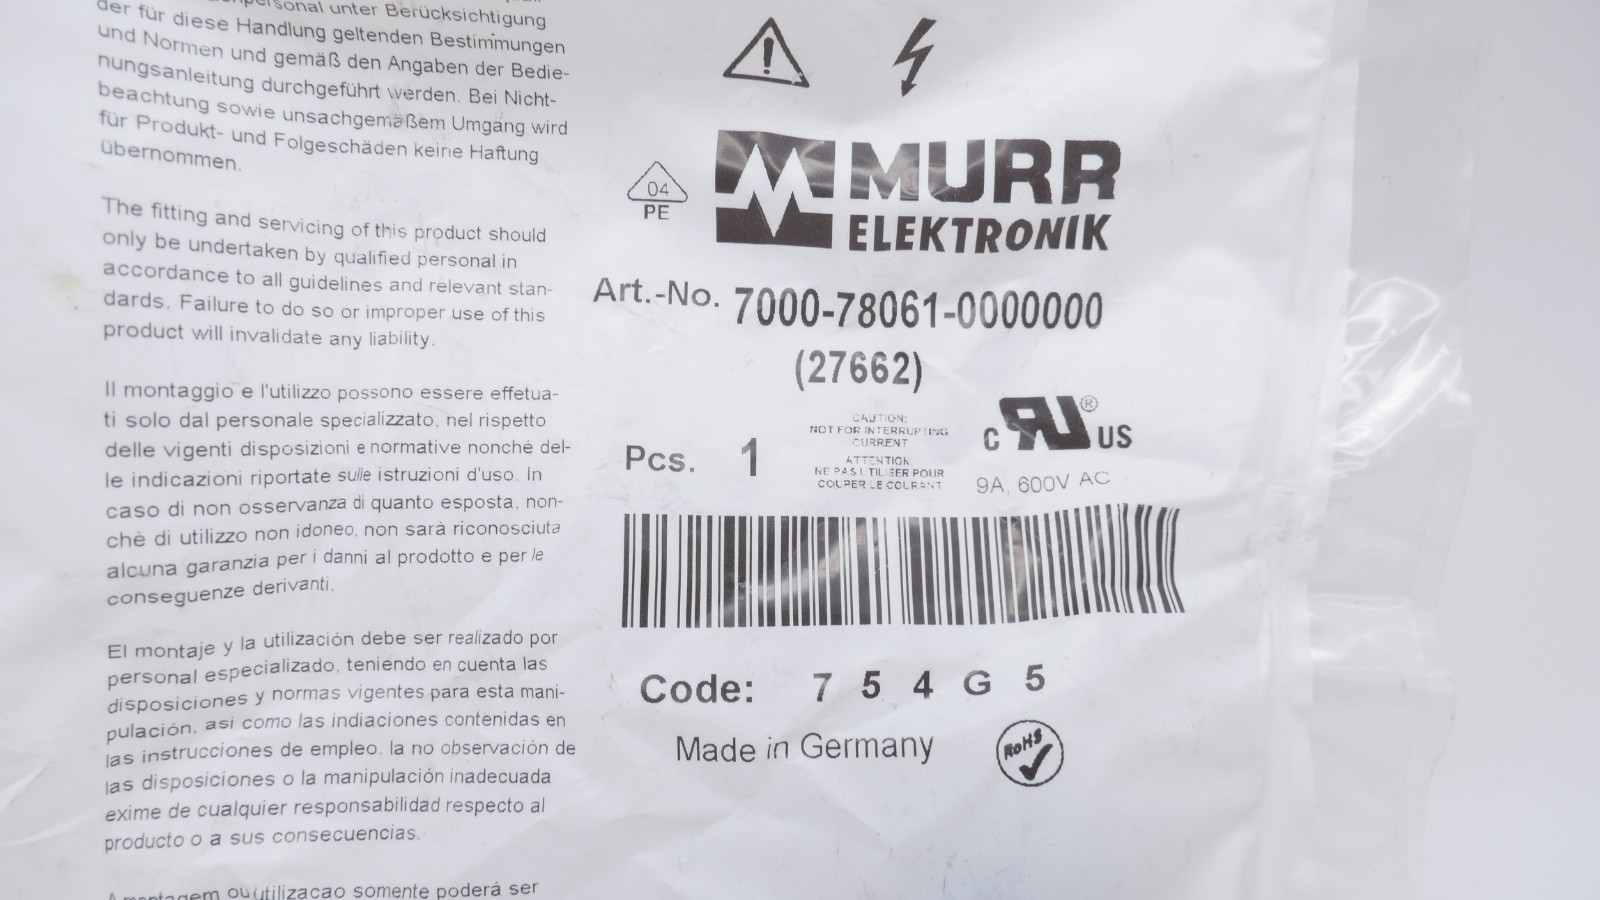 unter Berücksichtigung
der für diese Handlung geltenden Bestimmungen
und Normen und gemäß den Angaben der Bedie-
nungsanleitung durchgeführt werden. Bei Nicht-
beachtung sowie unsachgemäßem Umgang wird
für Produkt- und Folgeschäden keine Haftung
übernommen.
The fitting and servicing of this product should
only be undertaken by qualified personal in
accordance to all guidelines and relevant stan-
dards. Failure to do so or improper use of this
product will invalidate any liability.
Il montaggio e l'utilizzo possono essere effetua-
ti solo dal personale specializzato, nel rispetto
delle vigenti disposizioni e normative nonché del-
le indicazioni riportate sulle istruzioni d'uso. In
caso di non osservanza di quanto esposto, non-
chè di utilizzo non idoneo, non sarà riconosciuta
alcuna garanzia per i danni al prodotto e per le
conseguenze derivanti.
El montaje y la utilización debe ser realizado por
personal especializado, teniendo en cuenta las
disposiciones y normas vigentes para esta mani-
pulación, asi como las indiaciones contenidas en
las instrucciones de empleo. la no observación de
las disposiciones o la manipulación inadecuada
exime de cualquier responsabilidad respecto al
producto o a sus consecuencias.
A montagem ou utilizacao somente poderá ser
04
PE
MURR
ELEKTRONIK
Art.-No. 7000-78061-0000000
(27662)
Pcs. 1
CAUTION:
NOT FOR INTERRUPTING
CURRENT
ATTENTION
NE PAS UTILISER POUR
COUPER LE COURANT
c RU ® US
9A, 600V AC
Code: 7 5 4 G 5
Made in Germany
RoHS